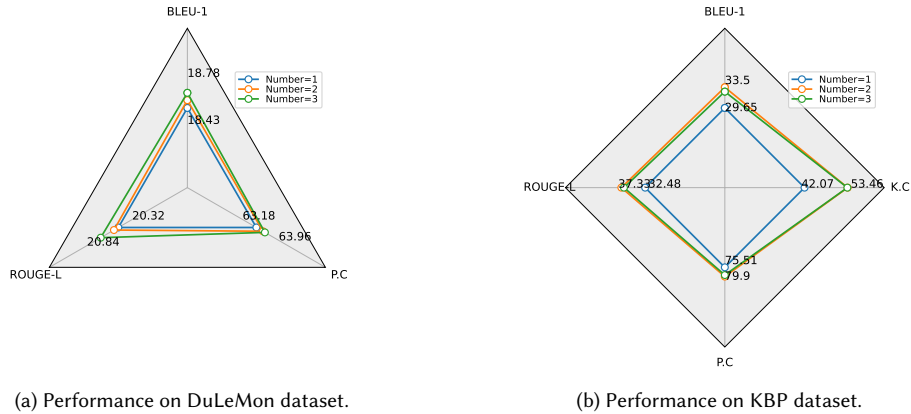 BLEU-1
18.78
Number=1
Number=2
Number=3
18.43
20.32
63.18
20.84
63.96
ROUGE-L
P.C
(a) Performance on DuLeMon dataset.
BLEU-1
33.5
Number=1
Number=2
Number=3
29.65
ROUGE-L
37.33
32.48
42.07
53.46
K.C
75.51
79.9
P.C
(b) Performance on KBP dataset.